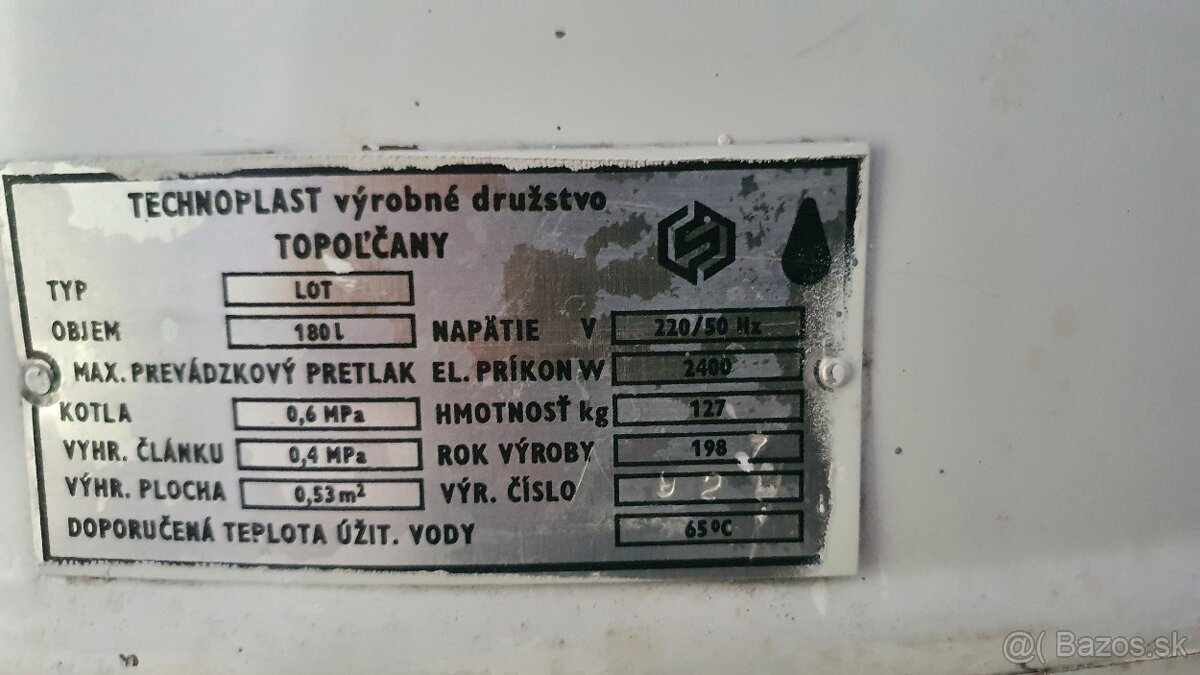 TECHNOPLAST výrobné družstvo
TOPOĽČANY
TYP LOT
OBJEM 180 L NAPÄTIE V 220/50 Hz
MAX. PREVÁDZKOVÝ PRETLAK EL. PRÍKON W 2400
KOTLA 0,6 MPa HMOTNOSŤ kg 127
VYHR. ČLÁNKU 0,4 MPa ROK VÝROBY 198 7
VÝHR. PLOCHA 0,53 m² VÝR. ČÍSLO
DOPORUČENÁ TEPLOTA ÚŽIT. VODY 65°C
@( Bazos.sk